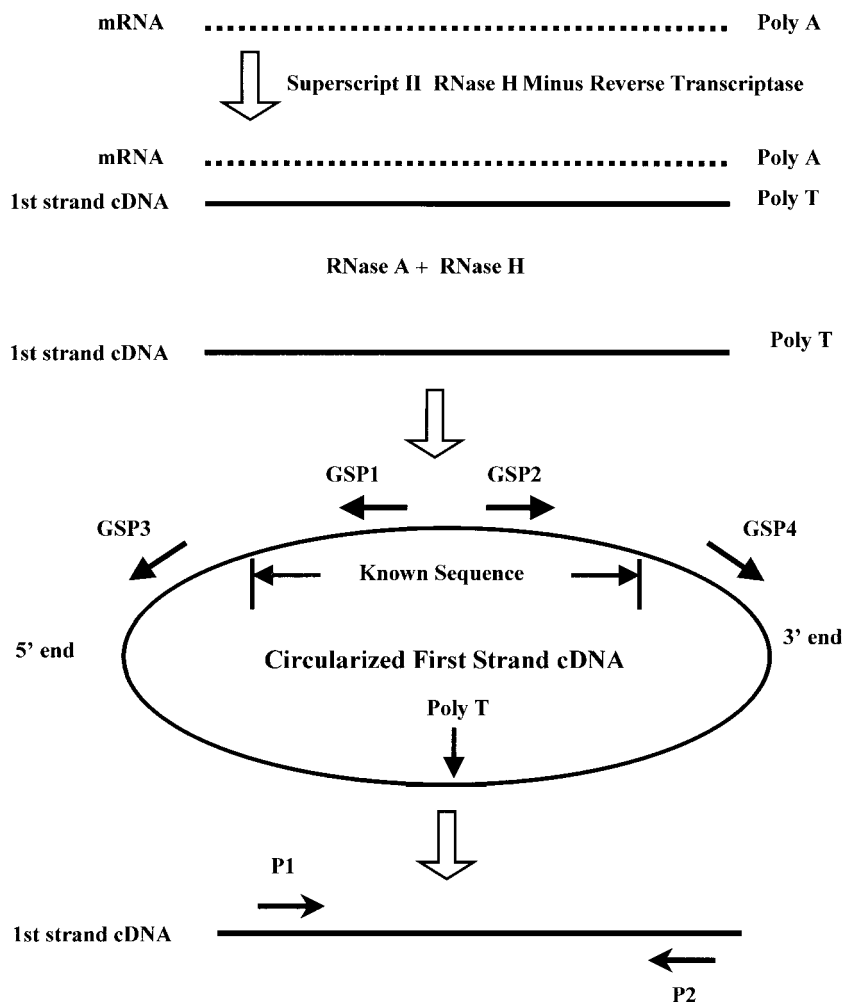 mRNA Poly A
Superscript II RNase H Minus Reverse Transcriptase
mRNA Poly A
1st strand cDNA Poly T
RNase A + RNase H
1st strand cDNA Poly T
GSP1 GSP2
GSP3 GSP4
Known Sequence
5’ end 3’ end
Circularized First Strand cDNA
Poly T
P1
1st strand cDNA
P2